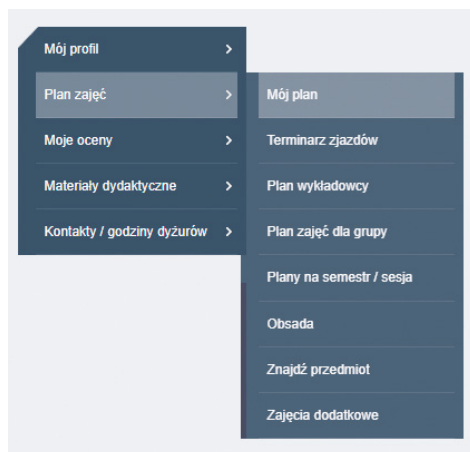 Mój profil
Plan zajęć
Moje oceny
Materiały dydaktyczne
Kontakty / godziny dyżurów
Mój plan
Terminarz zjazdów
Plan wykładowcy
Plan zajęć dla grupy
Plany na semestr / sesja
Obsada
Znajdź przedmiot
Zajęcia dodatkowe